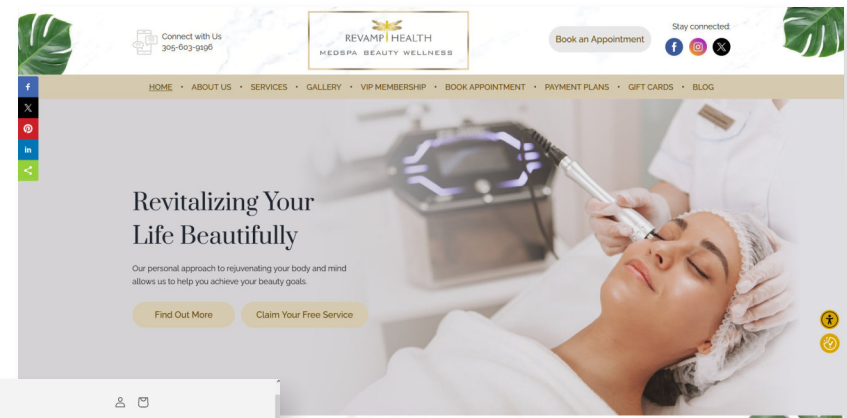 Connect with Us
305-603-9196
REVAMP HEALTH
MEDSPA BEAUTY WELLNESS
Book an Appointment
Stay connected:
HOME • ABOUT US • SERVICES • GALLERY • VIP MEMBERSHIP • BOOK APPOINTMENT • PAYMENT PLANS • GIFT CARDS • BLOG
Revitalizing Your
Life Beautifully
Our personal approach to rejuvenating your body and mind
allows us to help you achieve your beauty goals.
Find Out More
Claim Your Free Service